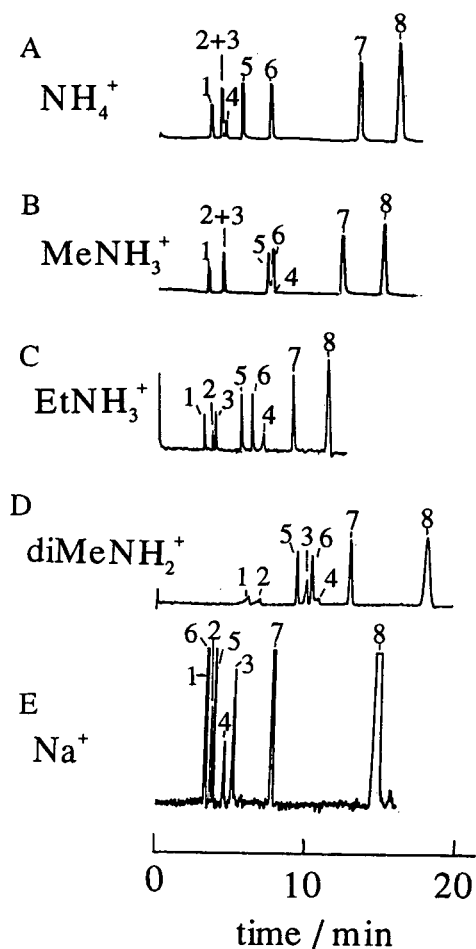 A
NH₄⁺
1 2+3 4 5 6 7 8
B
MeNH₃⁺
1 2+3 5 6 4 7 8
C
EtNH₃⁺
1 2 3 5 6 4 7 8
D
diMeNH₂⁺
1 2 5 3 6 4 7 8
E
Na⁺
6 1 2 5 4 3 7 8
0 10 20
time / min